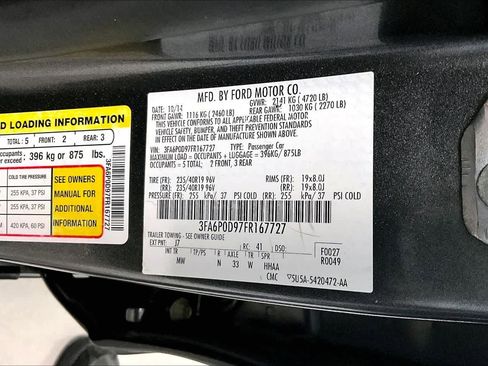 D LOADING INFORMATION
TOTAL : 5 FRONT : 2 REAR : 3
occupants 396 kg or 875 lbs.
COLD TIRE PRESSURE
255 KPA, 37 PSI
255 KPA, 37 PSI
420 KPA, 60 PSI
SEE OWNERS
MANUAL FOR
ADDITIONAL
INFORMATION
3FA6P0D97FR167727
MFD. BY FORD MOTOR CO.
DATE: 10/14 GVWR: 2141 KG ( 4720 LB)
FRONT GAWR: 1116 KG ( 2460 LB) REAR GAWR: 1030 KG ( 2270 LB)
THIS VEHICLE CONFORMS TO ALL APPLICABLE FEDERAL MOTOR
VEHICLE SAFETY, BUMPER, AND THEFT PREVENTION STANDARDS
IN EFFECT ON THE DATE OF MANUFACTURE SHOWN ABOVE.
VIN: 3FA6P0D97FR167727 TYPE: Passenger Car
MAXIMUM LOAD = OCCUPANTS + LUGGAGE = 396KG/875LB
OCCUPANTS: 5 TOTAL, 2 FRONT, 3 REAR
TIRE (FR): 235/40R19 96V RIMS (FR): 19x8.0J
TIRE (RR): 235/40R19 96V RIMS (RR): 19x8.0J
PRESSURE (FR): 255 kPa/ 37 PSI COLD (RR): 255 kPa/ 37 PSI COLD
3FA6P0D97FR167727
TRAILER TOWING - SEE OWNER GUIDE
EXT PNT: J7 RC: 41 DSO: F0027
INT TR TP/PS R AXLE TR SPR R0049
MW N 33 W HHAA
CMC 5U5A-5420472-AA